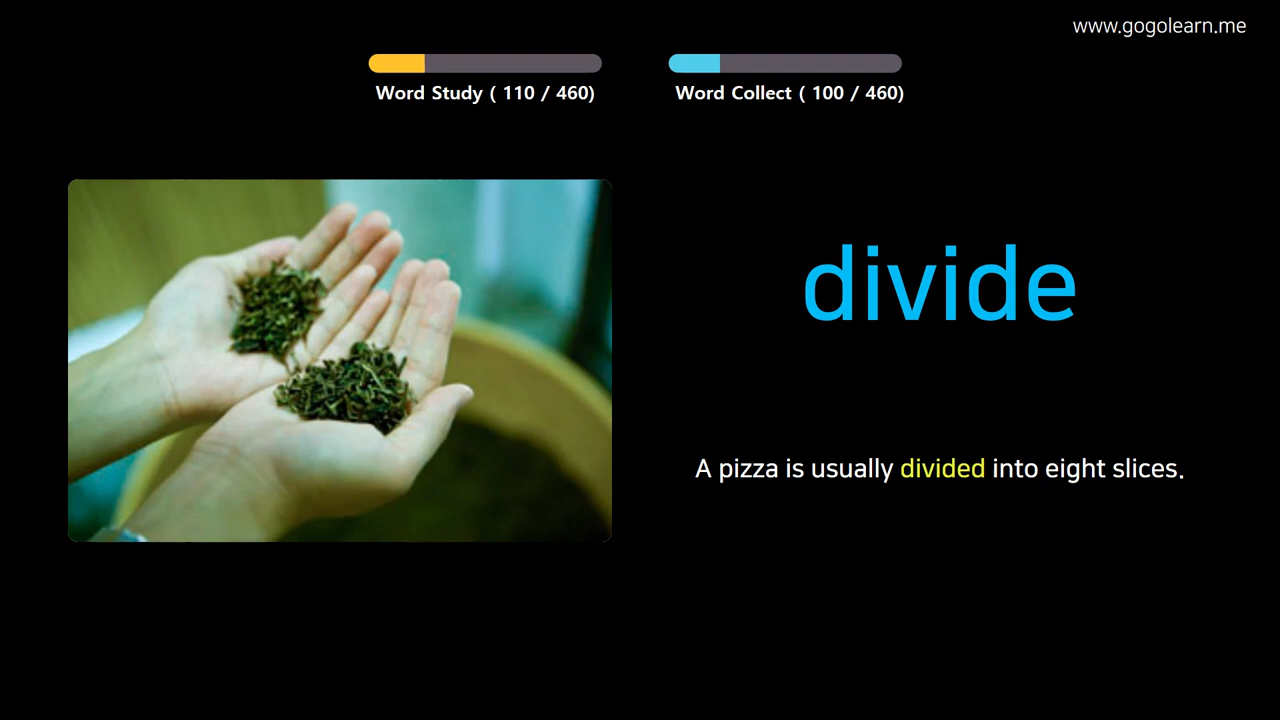 www.gogolearn.me
Word Study ( 110 / 460)
Word Collect ( 100 / 460)
divide
A pizza is usually divided into eight slices.